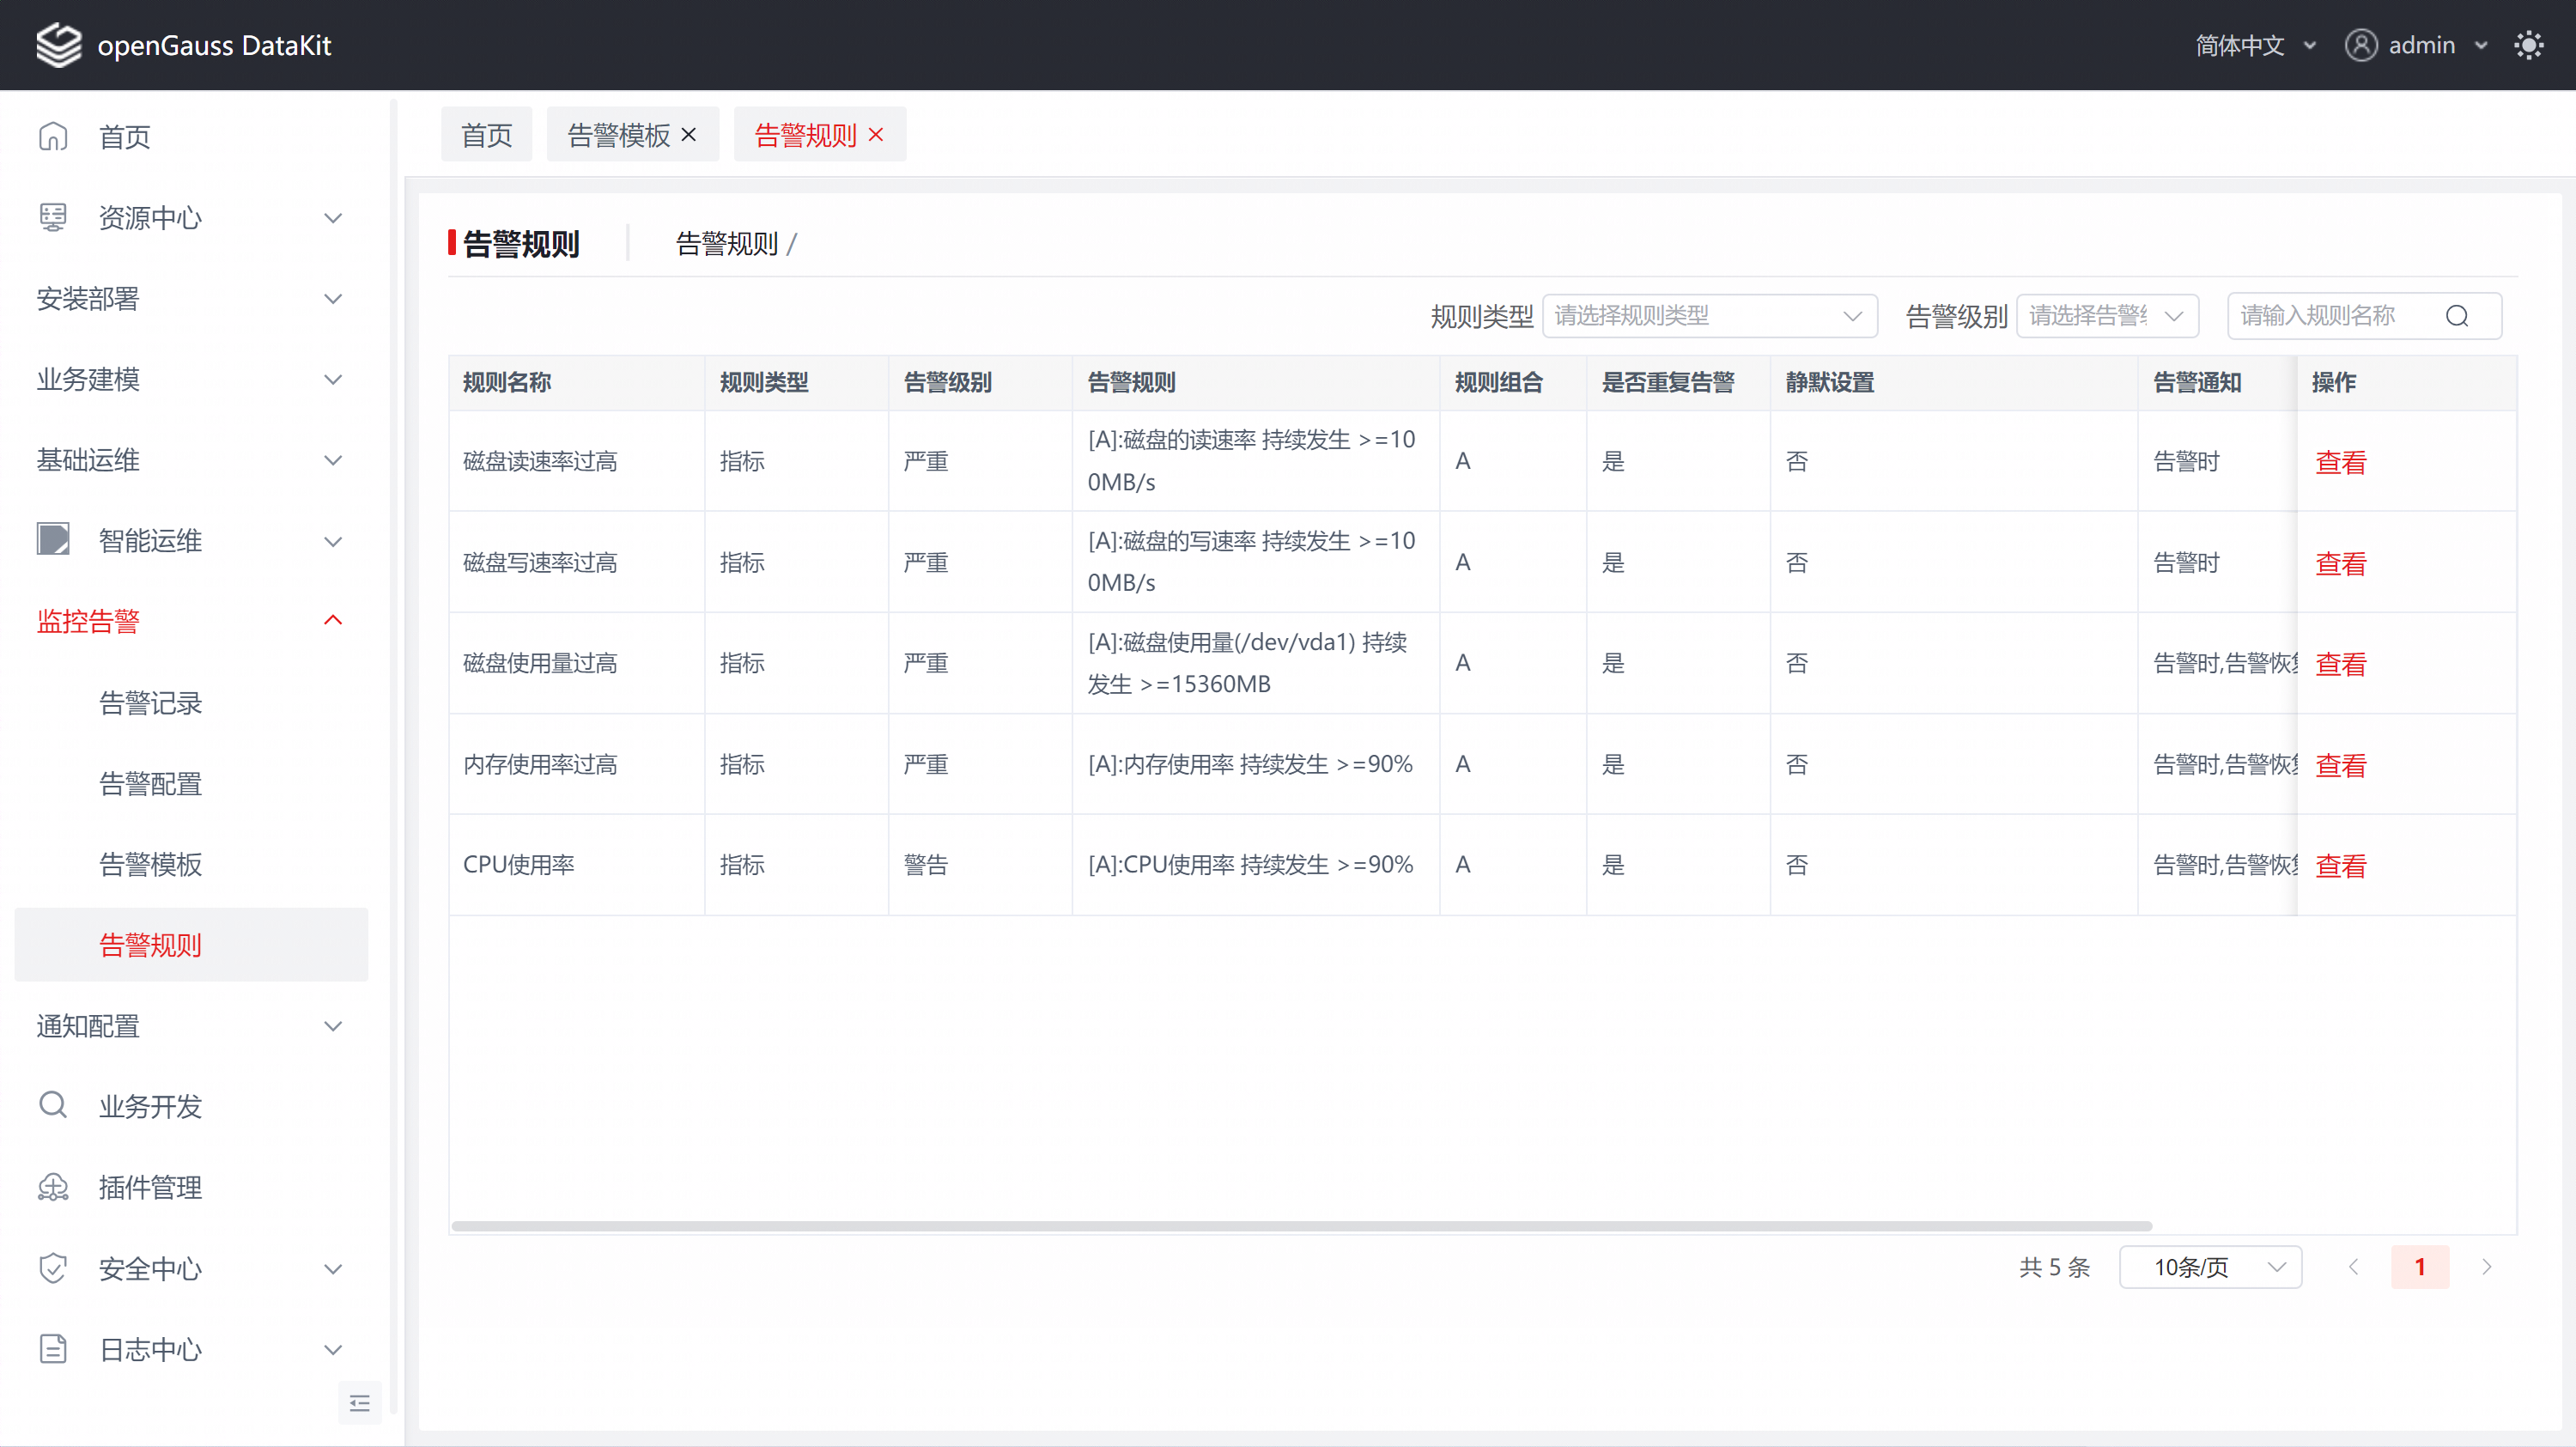 openGauss DataKit
简体中文
admin
首页
资源中心
安装部署
业务建模
基础运维
智能运维
监控告警
告警记录
告警配置
告警模板
告警规则
通知配置
业务开发
插件管理
安全中心
日志中心
首页 告警模板 告警规则
告警规则 告警规则 /
规则类型 请选择规则类型 告警级别 请选择告警 请输入规则名称
规则名称 规则类型 告警级别 告警规则 规则组合 是否重复告警 静默设置 告警通知 操作
磁盘读速率过高 指标 严重 [A]:磁盘的读速率 持续发生 >=10
0MB/s A 是 否 告警时 查看
磁盘写速率过高 指标 严重 [A]:磁盘的写速率 持续发生 >=10
0MB/s A 是 否 告警时 查看
磁盘使用量过高 指标 严重 [A]:磁盘使用量(/dev/vda1) 持续
发生 >=15360MB A 是 否 告警时,告警恢 查看
内存使用率过高 指标 严重 [A]:内存使用率 持续发生 >=90% A 是 否 告警时,告警恢 查看
CPU使用率 指标 警告 [A]:CPU使用率 持续发生 >=90% A 是 否 告警时,告警恢 查看
共 5 条 10条/页 1